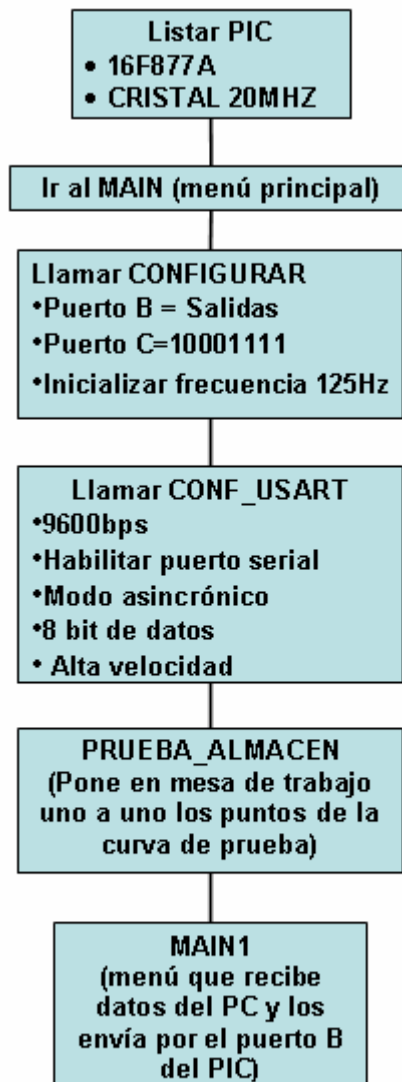 Listar PIC
• 16F877A
• CRISTAL 20MHZ
Ir al MAIN (menú principal)
Llamar CONFIGURAR
•Puerto B = Salidas
•Puerto C=10001111
•Inicializar frecuencia 125Hz
Llamar CONF_USART
•9600bps
•Habilitar puerto serial
•Modo asincrónico
•8 bit de datos
• Alta velocidad
PRUEBA_ALMACEN
(Pone en mesa de trabajo
uno a uno los puntos de la
curva de prueba)
MAIN1
(menú que recibe
datos del PC y los
envía por el puerto B
del PIC)